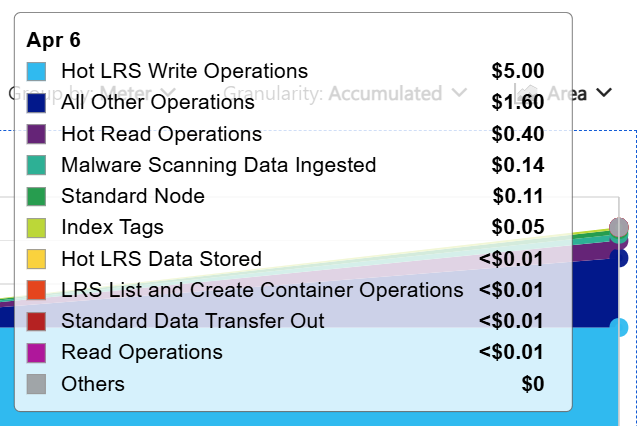 Apr 6
Hot LRS Write Operations $5.00
Group by: Meter Granularity: Accumulated Area
All Other Operations $1.60
Hot Read Operations $0.40
Malware Scanning Data Ingested $0.14
Standard Node $0.11
Index Tags $0.05
Hot LRS Data Stored <$0.01
LRS List and Create Container Operations <$0.01
Standard Data Transfer Out <$0.01
Read Operations <$0.01
Others $0